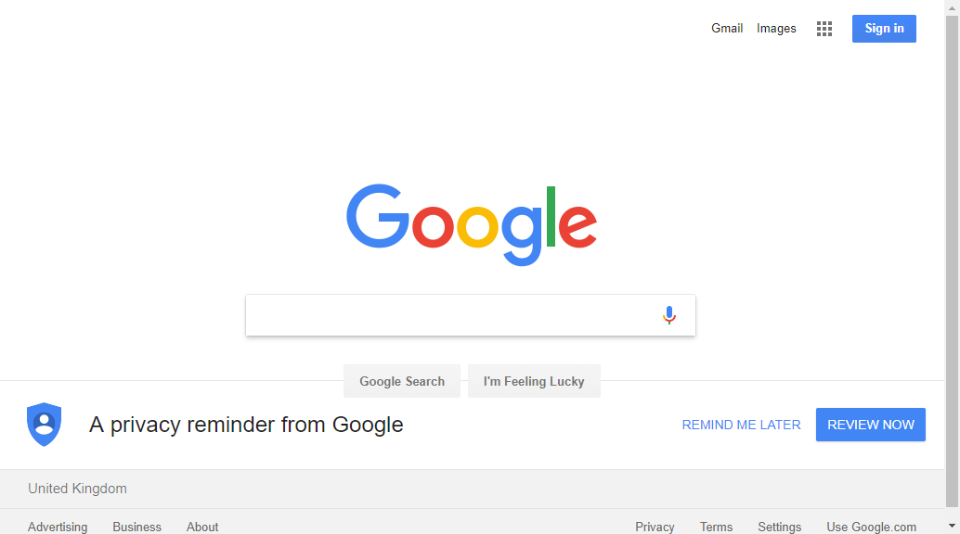 Gmail Images Sign in
Google
Google Search I'm Feeling Lucky
A privacy reminder from Google REMIND ME LATER REVIEW NOW
United Kingdom
Advertising Business About Privacy Terms Settings Use Google.com